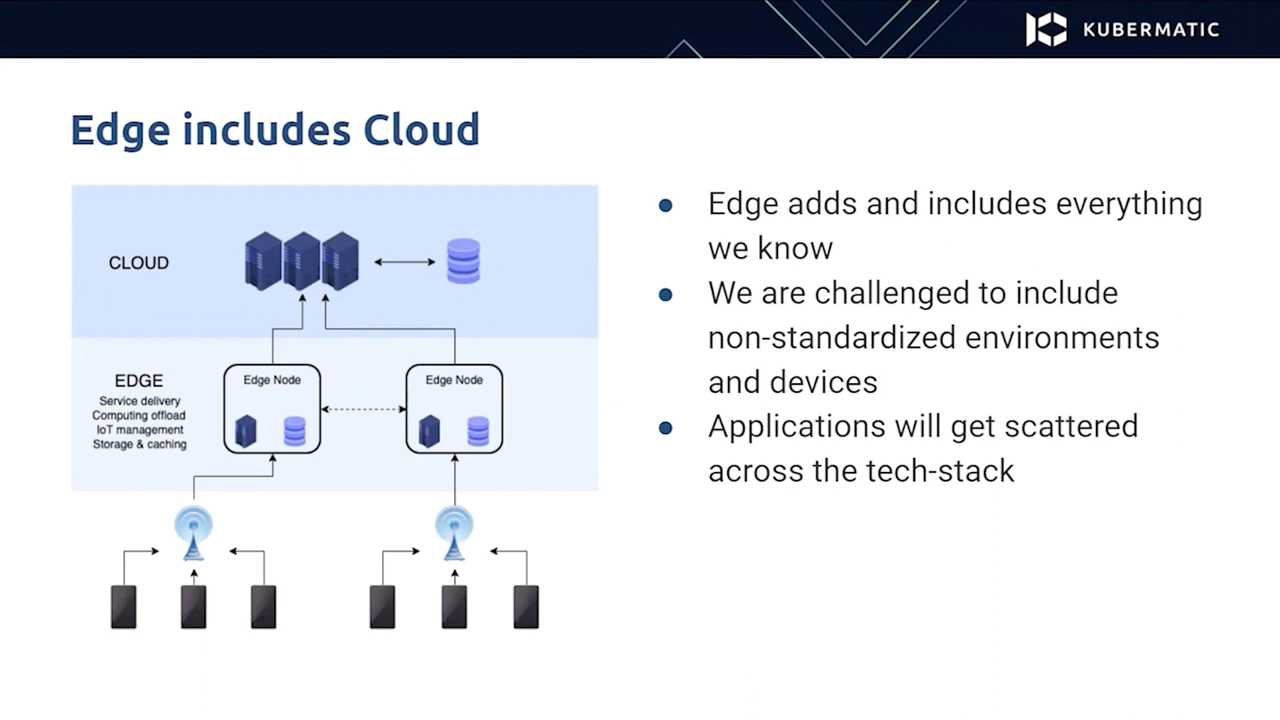 KUBERMATIC
Edge includes Cloud
CLOUD
EDGE
Service delivery
Computing offload
IoT management
Storage & caching
Edge Node
Edge Node
Edge adds and includes everything
we know
We are challenged to include
non-standardized environments
and devices
Applications will get scattered
across the tech-stack